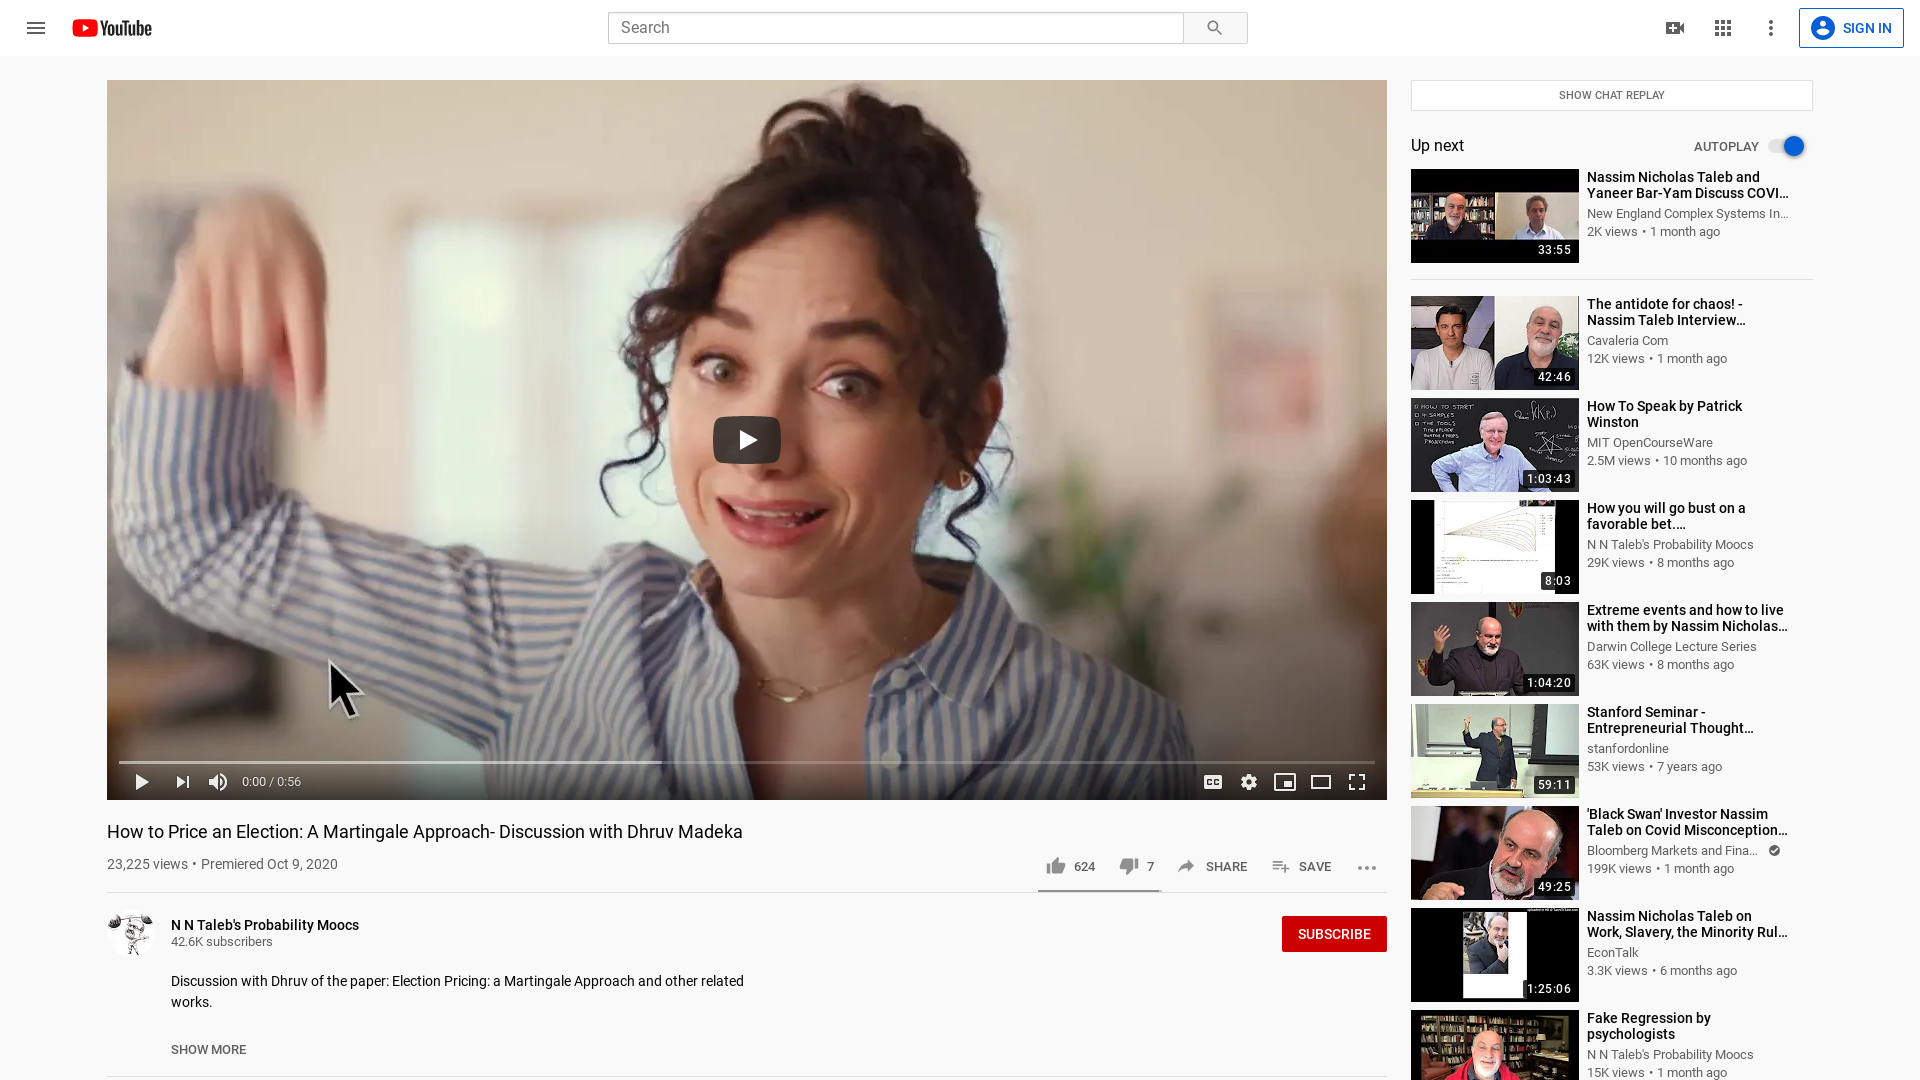 YouTube
Search
SIGN IN
SHOW CHAT REPLAY
Up next
AUTOPLAY
Nassim Nicholas Taleb and
Yaneer Bar-Yam Discuss COVI...
New England Complex Systems In...
2K views • 1 month ago
33:55
The antidote for chaos! -
Nassim Taleb Interview...
Cavaleria Com
12K views • 1 month ago
42:46
How To Speak by Patrick
Winston
MIT OpenCourseWare
2.5M views • 10 months ago
1:03:43
How you will go bust on a
favorable bet....
N N Taleb's Probability Moocs
29K views • 8 months ago
8:03
Extreme events and how to live
with them by Nassim Nicholas...
Darwin College Lecture Series
63K views • 8 months ago
1:04:20
Stanford Seminar -
Entrepreneurial Thought...
stanfordonline
53K views • 7 years ago
59:11
'Black Swan' Investor Nassim
Taleb on Covid Misconception...
Bloomberg Markets and Fina...
199K views • 1 month ago
49:25
Nassim Nicholas Taleb on
Work, Slavery, the Minority Rul...
EconTalk
3.3K views • 6 months ago
1:25:06
Fake Regression by
psychologists
N N Taleb's Probability Moocs
15K views • 1 month ago
0:00 / 0:56
CC
How to Price an Election: A Martingale Approach- Discussion with Dhruv Madeka
23,225 views • Premiered Oct 9, 2020
624
7
SHARE
SAVE
N N Taleb's Probability Moocs
42.6K subscribers
SUBSCRIBE
Discussion with Dhruv of the paper: Election Pricing: a Martingale Approach and other related
works.
SHOW MORE